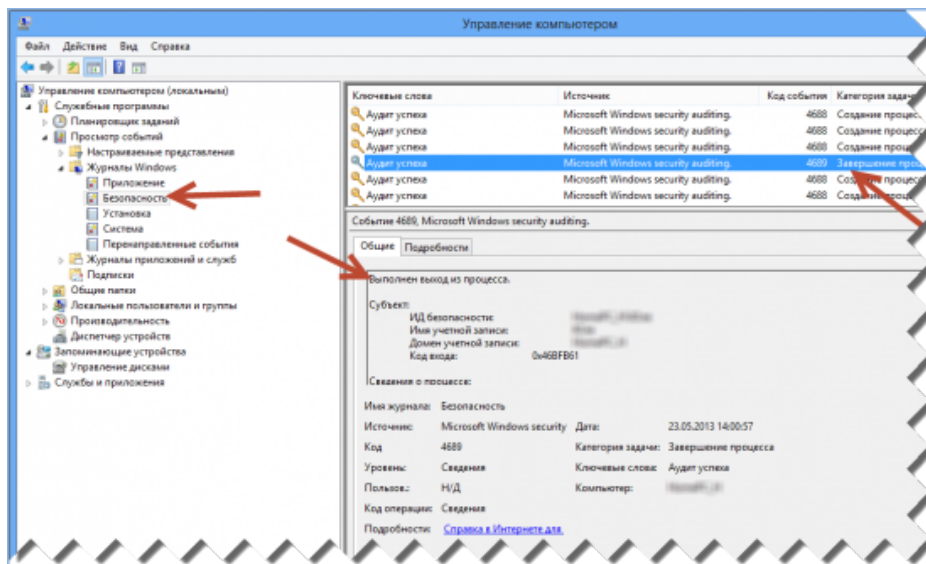 Управление компьютером
Файл Действие Вид Справка
Управление компьютером (локальным)
Служебные программы
Планировщик заданий
Просмотр событий
Настраиваемые представления
Журналы Windows
Приложение
Безопасность
Установка
Система
Перенаправленные события
Журналы приложений и служб
Подписки
Общие папки
Локальные пользователи и группы
Производительность
Диспетчер устройств
Запоминающие устройства
Управление дисками
Службы и приложения
Ключевые слова Источник Код события Категория задачи
Аудит успеха Microsoft Windows security auditing. 4688 Создание процесс
Аудит успеха Microsoft Windows security auditing. 4688 Создание процес
Аудит успеха Microsoft Windows security auditing. 4688 Создание процес
Аудит успеха Microsoft Windows security auditing. 4689 Завершение проц
Аудит успеха Microsoft Windows security auditing. 4688 Создание процесс
Аудит успеха Microsoft Windows security auditing. 4688 Создание процес
Событие 4689, Microsoft Windows security auditing.
Общие Подробности
Выполнен выход из процесса.
Субъект:
ИД безопасности:
Имя учетной записи:
Домен учетной записи:
Код входа: 0x46BFB61
Сведения о процессе:
Имя журнала: Безопасность
Источник: Microsoft Windows security Дата: 23.05.2013 14:00:57
Код 4689 Категория задачи: Завершение процесса
Уровень: Сведения Ключевые слова: Аудит успеха
Пользов.: Н/Д Компьютер:
Код операции: Сведения
Подробности: Справка в Интернете для